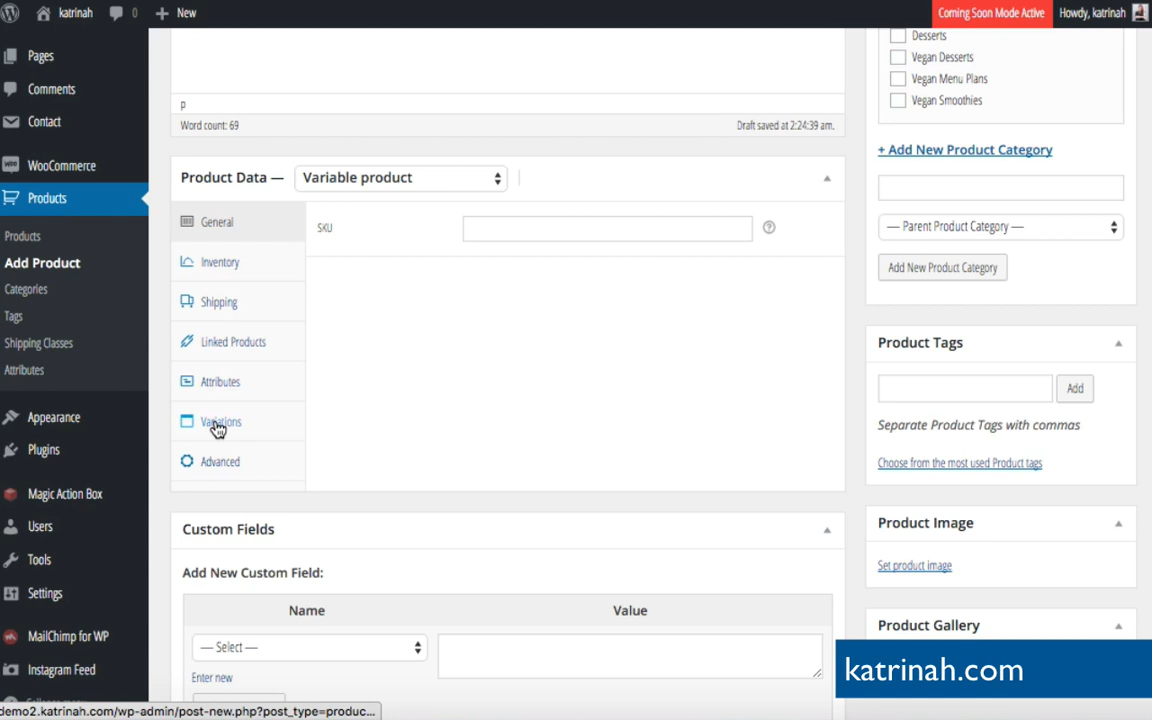 katrinah
0
New
Coming Soon Mode Active
Howdy, katrinah
Pages
Comments
Contact
WooCommerce
Products
Products
Add Product
Categories
Tags
Shipping Classes
Attributes
Appearance
Plugins
Magic Action Box
Users
Tools
Settings
MailChimp for WP
Instagram Feed
p
Word count: 69
Draft saved at 2:24:39 am.
Product Data —
Variable product
General
SKU
Inventory
Shipping
Linked Products
Attributes
Variations
Advanced
Custom Fields
Add New Custom Field:
Name
Value
— Select —
Enter new
Desserts
Vegan Desserts
Vegan Menu Plans
Vegan Smoothies
+ Add New Product Category
— Parent Product Category —
Add New Product Category
Product Tags
Add
Separate Product Tags with commas
Choose from the most used Product tags
Product Image
Set product image
Product Gallery
katrinah.com
demo2.katrinah.com/wp-admin/post-new.php?post_type=produc...